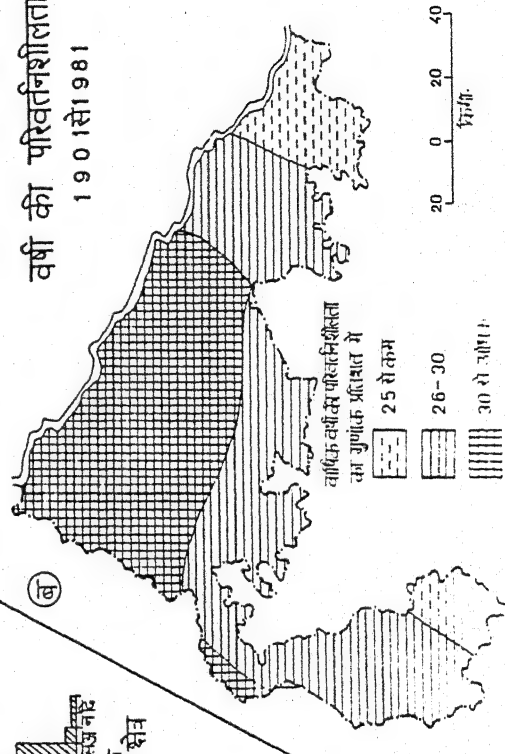 वर्षा की परिवर्तनशीलता
1901से1981
ब
क्षेत्र
वार्षिक वर्षा की परिवर्तनशीलता
का गुणांक प्रतिशत में
25 से कम
26-30
30 से
20 0 20 40
कि.मी.